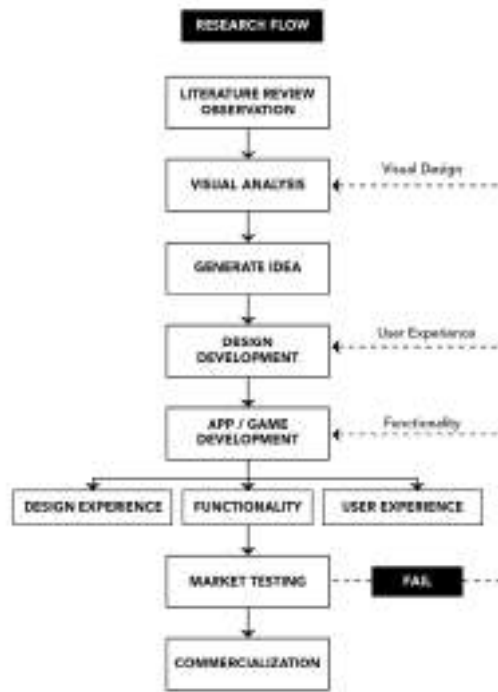 RESEARCH FLOW
LITERATURE REVIEW
OBSERVATION
VISUAL ANALYSIS
Visual Design
GENERATE IDEA
DESIGN
DEVELOPMENT
User Experience
APP / GAME
DEVELOPMENT
Functionality
DESIGN EXPERIENCE
FUNCTIONALITY
USER EXPERIENCE
MARKET TESTING
FAIL
COMMERCIALIZATION